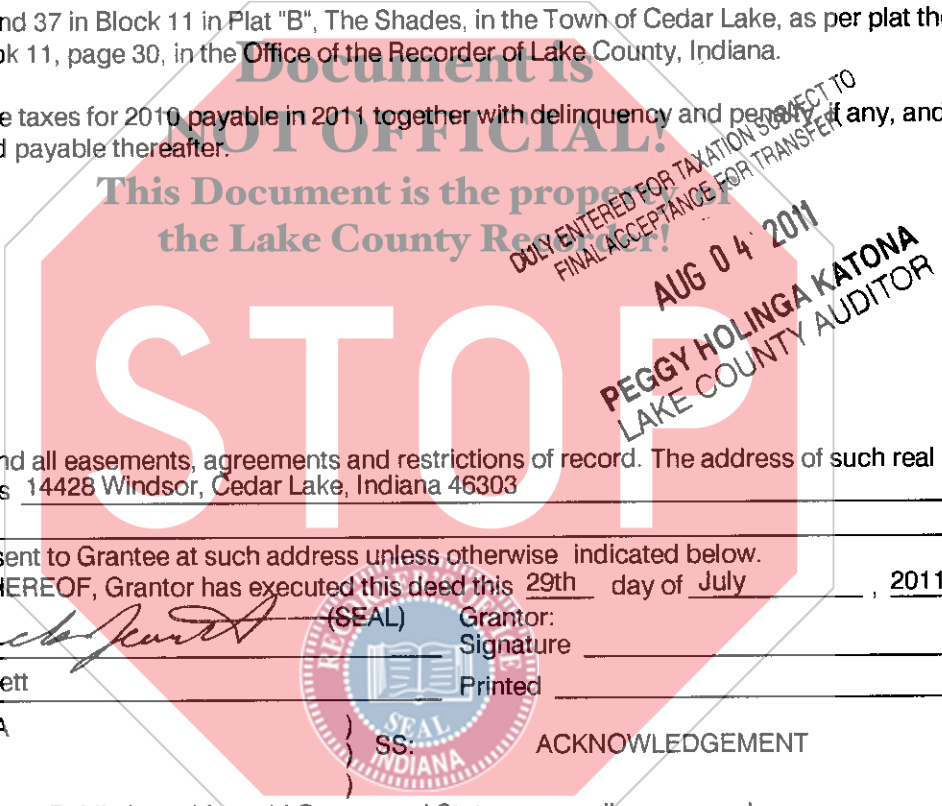 nd 37 in Block 11 in Plat "B", The Shades, in the Town of Cedar Lake, as per plat the
ok 11, page 30, in the Office of the Recorder of Lake County, Indiana.
Document is
e taxes for 2010 payable in 2011 together with delinquency and penalty, if any, and
NOT OFFICIAL!
d payable thereafter.
This Document is the property of
the Lake County Recorder!
DULY ENTERED FOR TAXATION SUBJECT TO
FINAL ACCEPTANCE FOR TRANSFER
AUG 04 2011
PEGGY HOLINGA KATONA
LAKE COUNTY AUDITOR
STOP
nd all easements, agreements and restrictions of record. The address of such real
s 14428 Windsor, Cedar Lake, Indiana 46303
sent to Grantee at such address unless otherwise indicated below.
HEREOF, Grantor has executed this deed this 29th day of July , 2011
(SEAL) Grantor:
Signature
ett Printed
A ) SS: ACKNOWLEDGEMENT
)
RECORDER'S OFFICE
SEAL
INDIANA